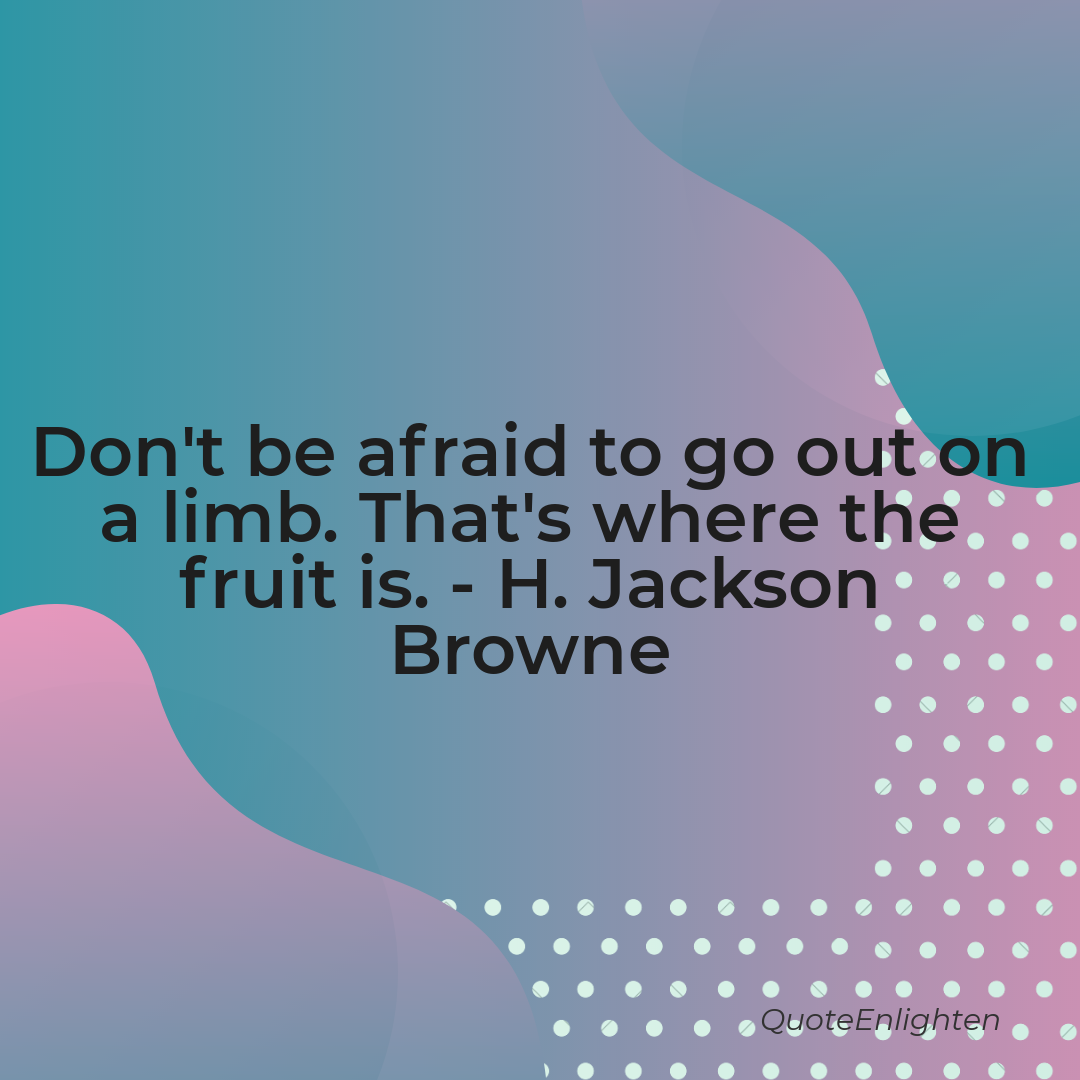 Don't be afraid to go out on
a limb. That's where the
fruit is. - H. Jackson
Browne
QuoteEnlighten